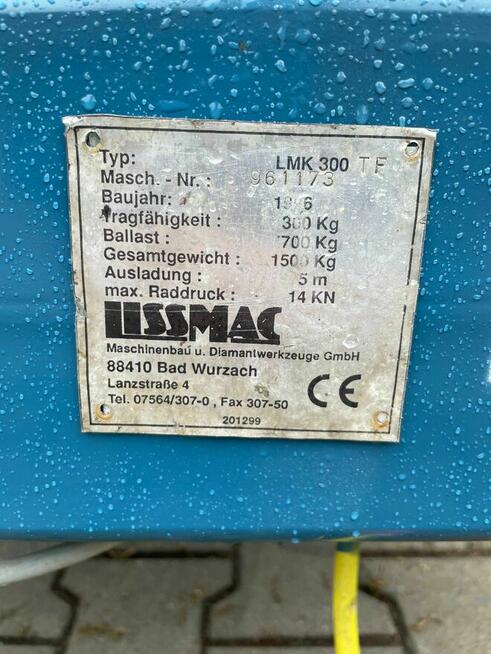 Typ: LMK 300 TF
Masch. - Nr. : 961173
Baujahr:
Tragfähigkeit : 300 Kg
Ballast : 700 Kg
Gesamtgewicht : 1500 Kg
Ausladung : 5 m
max. Raddruck : 14 KN
LISSMAC
Maschinenbau u. Diamantwerkzeuge GmbH
88410 Bad Wurzach
Lanzstraße 4
Tel. 07564/307-0 , Fax 307-50
CE
201299